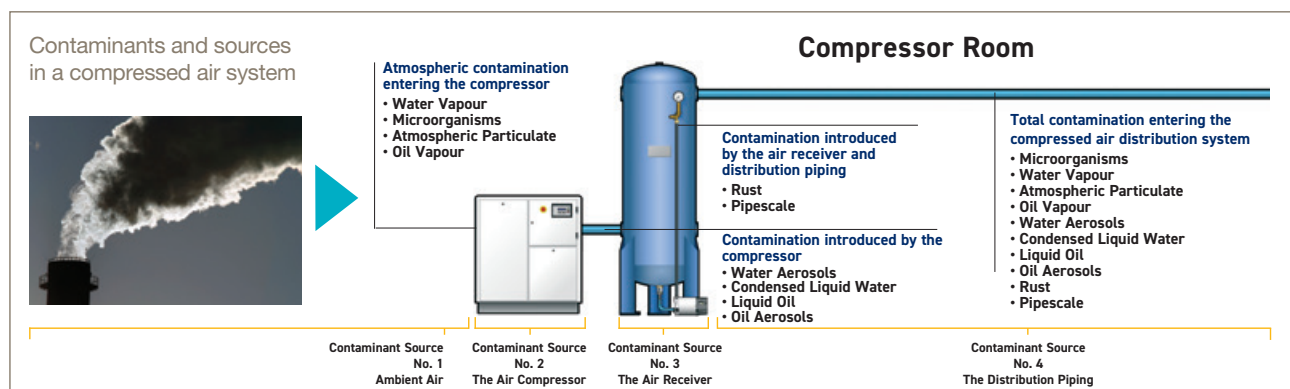 Contaminants and sources
in a compressed air system
Compressor Room
Atmospheric contamination
entering the compressor
• Water Vapour
• Microorganisms
• Atmospheric Particulate
• Oil Vapour
Contamination introduced
by the air receiver and
distribution piping
• Rust
• Pipescale
Contamination introduced by the
compressor
• Water Aerosols
• Condensed Liquid Water
• Liquid Oil
• Oil Aerosols
Total contamination entering the
compressed air distribution system
• Microorganisms
• Water Vapour
• Atmospheric Particulate
• Oil Vapour
• Water Aerosols
• Condensed Liquid Water
• Liquid Oil
• Oil Aerosols
• Rust
• Pipescale
Contaminant Source
No. 1
Ambient Air
Contaminant Source
No. 2
The Air Compressor
Contaminant Source
No. 3
The Air Receiver
Contaminant Source
No. 4
The Distribution Piping